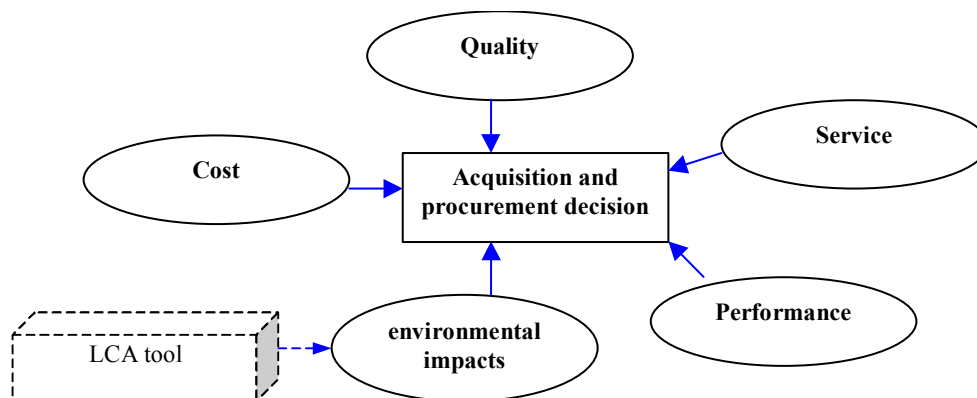 Quality
Service
Cost
Acquisition and
procurement decision
Performance
environmental
impacts
LCA tool